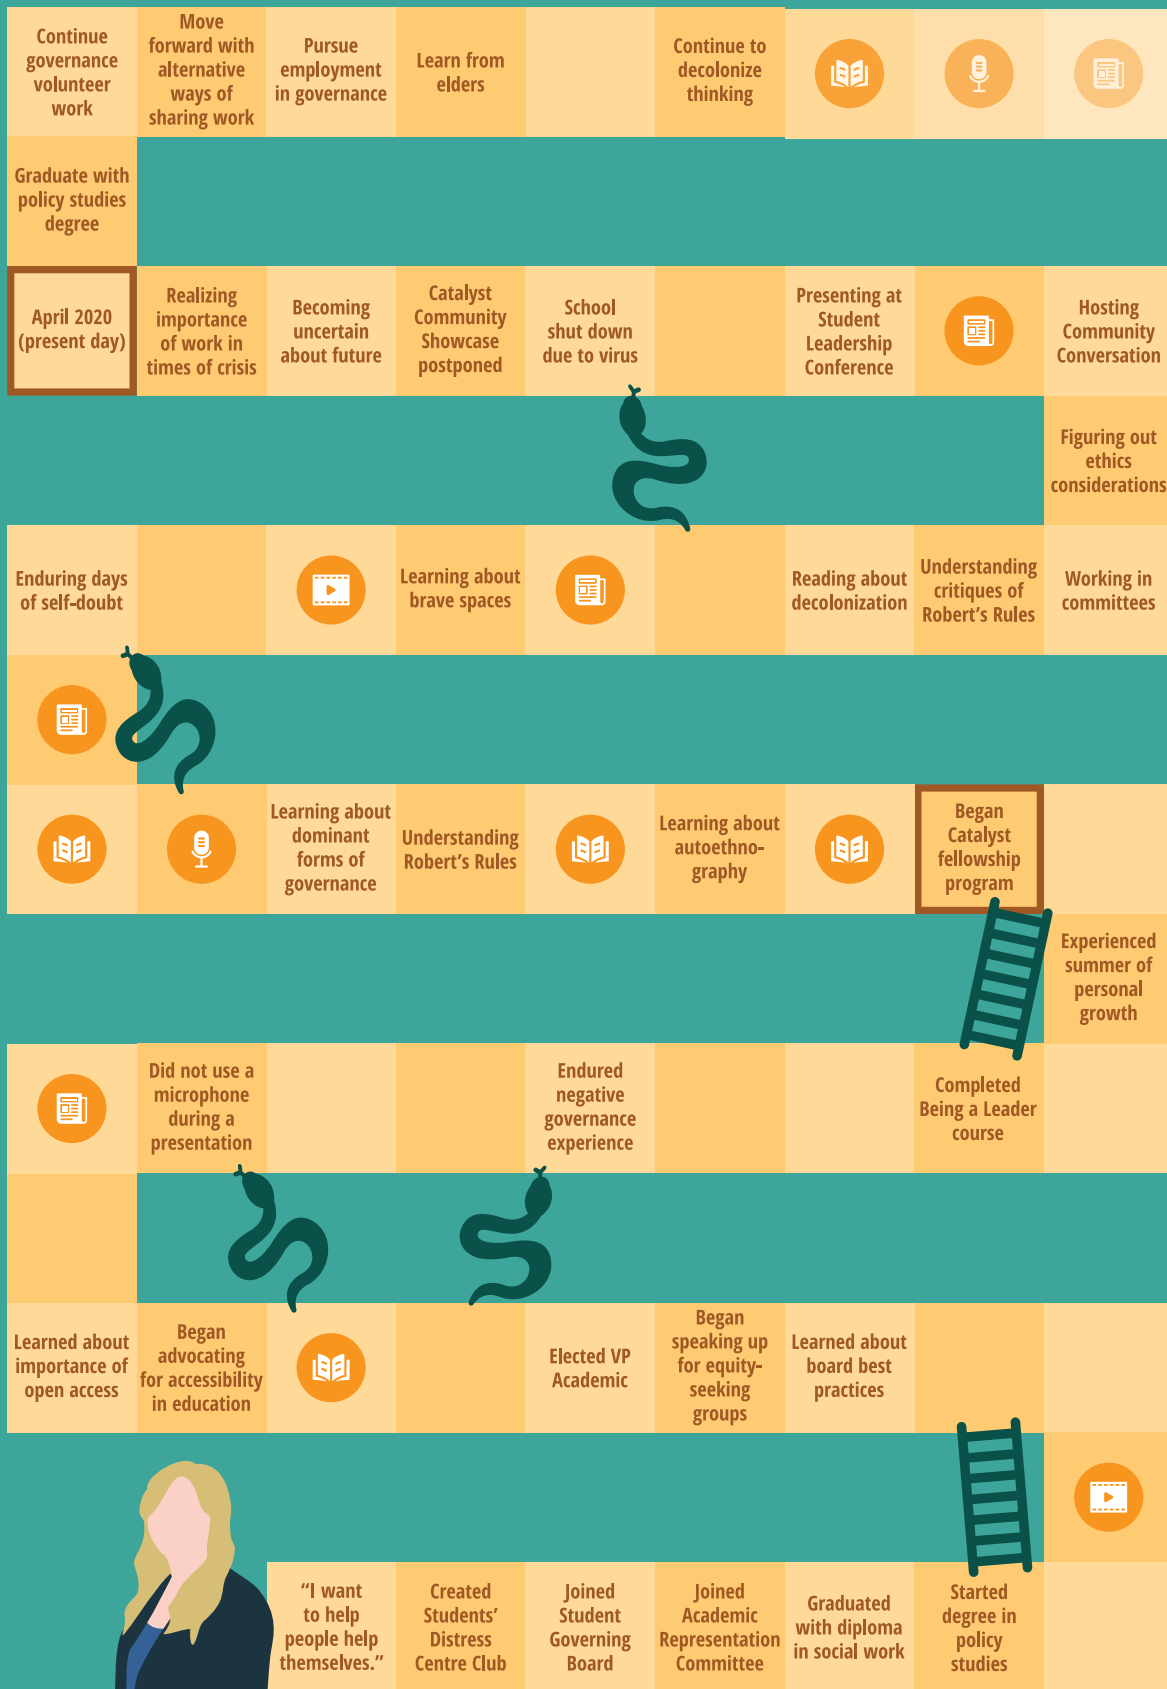 Continue
governance
volunteer
work
Move
forward with
alternative
ways of
sharing work
Pursue
employment
in governance
Learn from
elders
Continue to
decolonize
thinking
Graduate with
policy studies
degree
April 2020
(present day)
Realizing
importance
of work in
times of crisis
Becoming
uncertain
about future
Catalyst
Community
Showcase
postponed
School
shut down
due to virus
Presenting at
Student
Leadership
Conference
Hosting
Community
Conversation
Figuring out
ethics
considerations
Enduring days
of self-doubt
Learning about
brave spaces
Reading about
decolonization
Understanding
critiques of
Robert’s Rules
Working in
committees
Learning about
dominant
forms of
governance
Understanding
Robert’s Rules
Learning about
autoethno-
graphy
Began
Catalyst
fellowship
program
Experienced
summer of
personal
growth
Did not use a
microphone
during a
presentation
Endured
negative
governance
experience
Completed
Being a Leader
course
Learned about
importance of
open access
Began
advocating
for accessibility
in education
Elected VP
Academic
Began
speaking up
for equity-
seeking
groups
Learned about
board best
practices
“I want
to help
people help
themselves.”
Created
Students’
Distress
Centre Club
Joined
Student
Governing
Board
Joined
Academic
Representation
Committee
Graduated
with diploma
in social work
Started
degree in
policy
studies